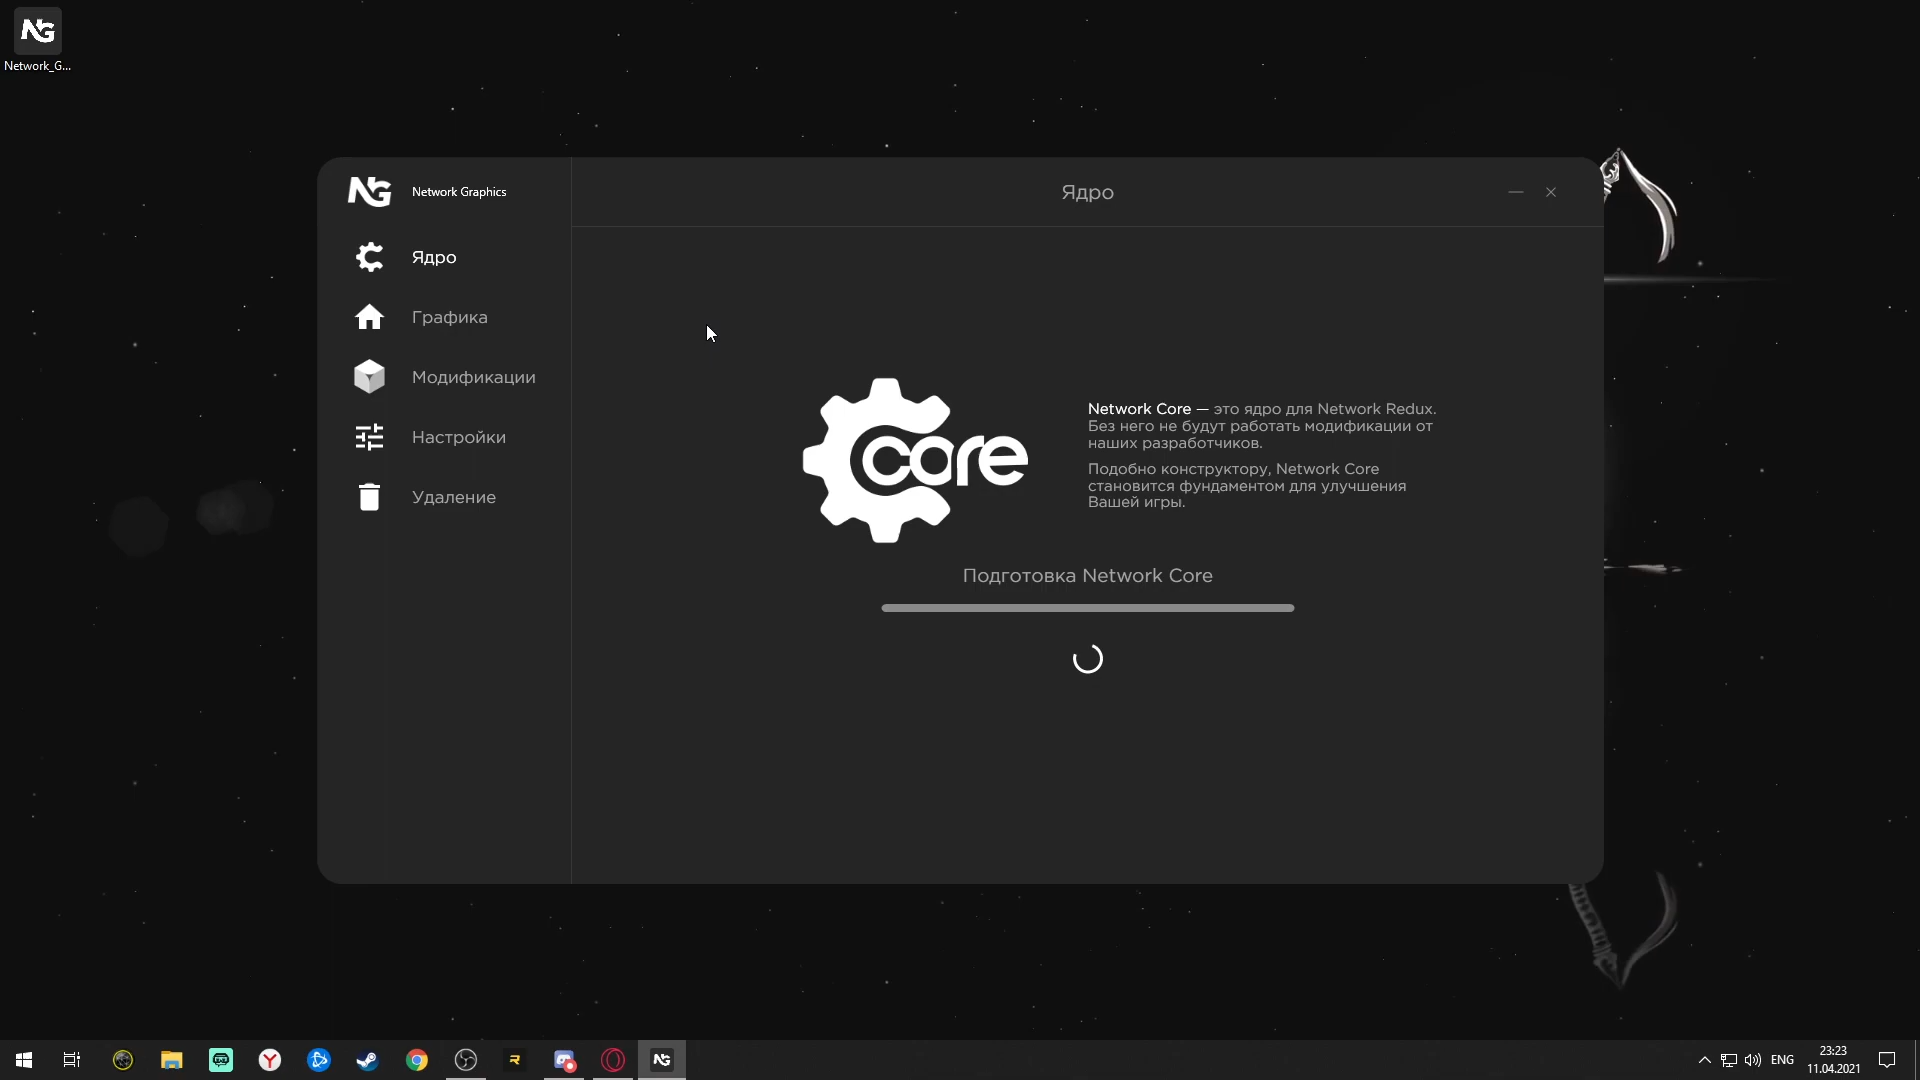 Network_G...
NG
Network Graphics
Ядро
Ядро
Графика
Модификации
Настройки
Удаление
core
Network Core — это ядро для Network Redux.
Без него не будут работать модификации от
наших разработчиков.
Подобно конструктору, Network Core
становится фундаментом для улучшения
Вашей игры.
Подготовка Network Core
ENG
23:23
11.04.2021